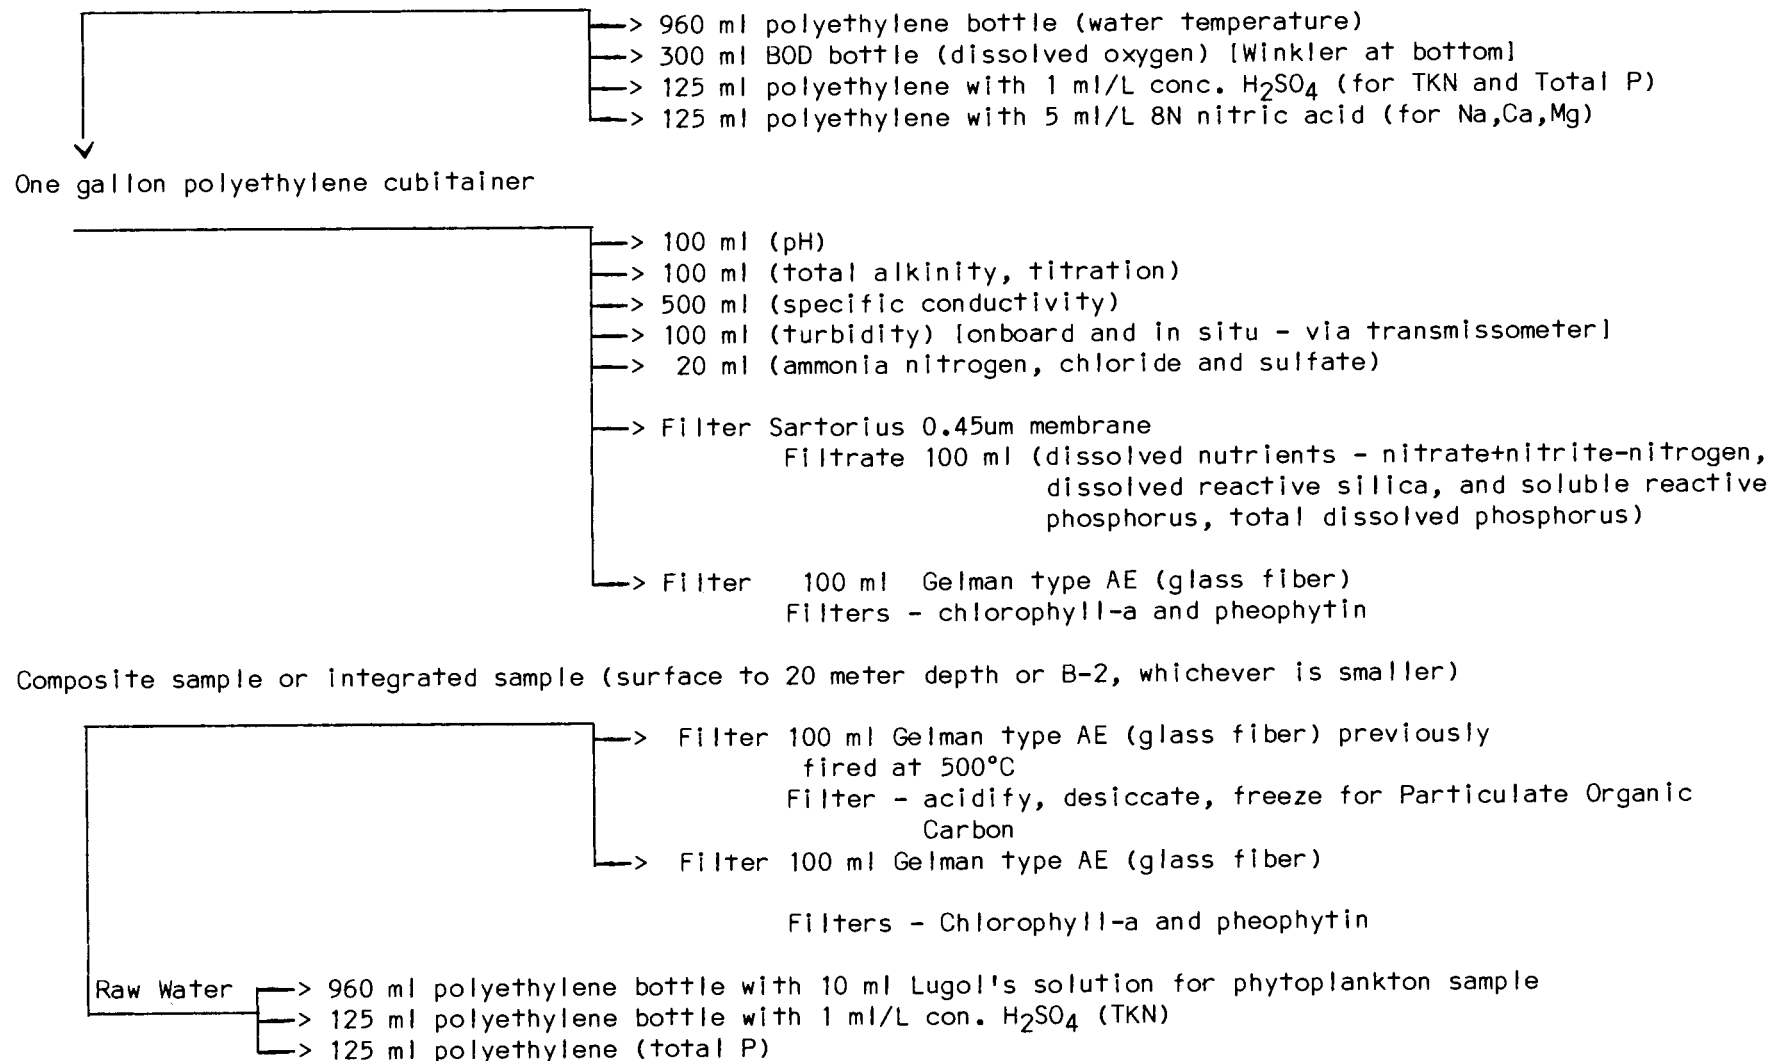 —> 960 ml polyethylene bottle (water temperature)
—> 300 ml BOD bottle (dissolved oxygen) [Winkler at bottom]
—> 125 ml polyethylene with 1 ml/L conc. H₂SO₄ (for TKN and Total P)
—> 125 ml polyethylene with 5 ml/L 8N nitric acid (for Na,Ca,Mg)
One gallon polyethylene cubitainer
—> 100 ml (pH)
—> 100 ml (total alkinity, titration)
—> 500 ml (specific conductivity)
—> 100 ml (turbidity) [onboard and in situ - via transmissometer]
—> 20 ml (ammonia nitrogen, chloride and sulfate)
—> Filter Sartorius 0.45um membrane
Filtrate 100 ml (dissolved nutrients - nitrate+nitrite-nitrogen,
dissolved reactive silica, and soluble reactive
phosphorus, total dissolved phosphorus)
—> Filter 100 ml Gelman type AE (glass fiber)
Filters - chlorophyll-a and pheophytin
Composite sample or integrated sample (surface to 20 meter depth or B-2, whichever is smaller)
—> Filter 100 ml Gelman type AE (glass fiber) previously
fired at 500°C
Filter - acidify, desiccate, freeze for Particulate Organic
Carbon
—> Filter 100 ml Gelman type AE (glass fiber)
Filters - Chlorophyll-a and pheophytin
Raw Water —> 960 ml polyethylene bottle with 10 ml Lugol's solution for phytoplankton sample
—> 125 ml polyethylene bottle with 1 ml/L con. H₂SO₄ (TKN)
—> 125 ml polyethylene (total P)